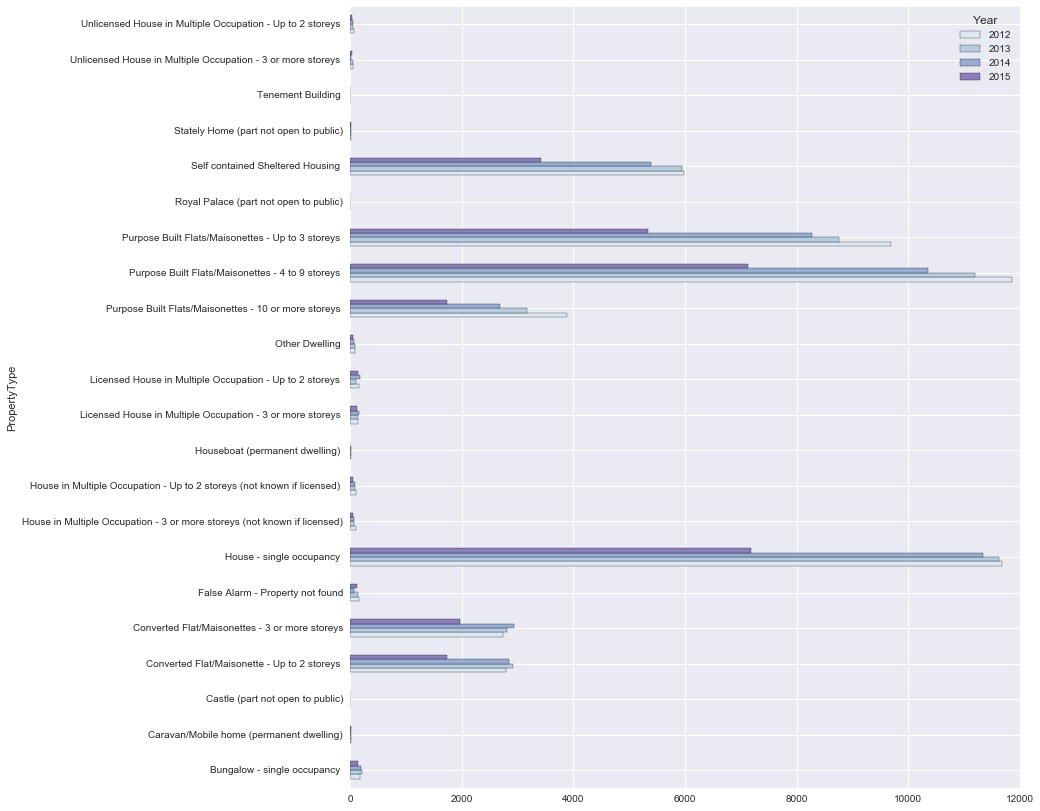 Unlicensed House in Multiple Occupation - Up to 2 storeys
Unlicensed House in Multiple Occupation - 3 or more storeys
Tenement Building
Stately Home (part not open to public)
Self contained Sheltered Housing
Royal Palace (part not open to public)
Purpose Built Flats/Maisonettes - Up to 3 storeys
Purpose Built Flats/Maisonettes - 4 to 9 storeys
Purpose Built Flats/Maisonettes - 10 or more storeys
Other Dwelling
Licensed House in Multiple Occupation - Up to 2 storeys
Licensed House in Multiple Occupation - 3 or more storeys
Houseboat (permanent dwelling)
House in Multiple Occupation - Up to 2 storeys (not known if licensed)
House in Multiple Occupation - 3 or more storeys (not known if licensed)
House - single occupancy
False Alarm - Property not found
Converted Flat/Maisonettes - 3 or more storeys
Converted Flat/Maisonette - Up to 2 storeys
Castle (part not open to public)
Caravan/Mobile home (permanent dwelling)
Bungalow - single occupancy
PropertyType
0 2000 4000 6000 8000 10000 12000
Year
2012
2013
2014
2015